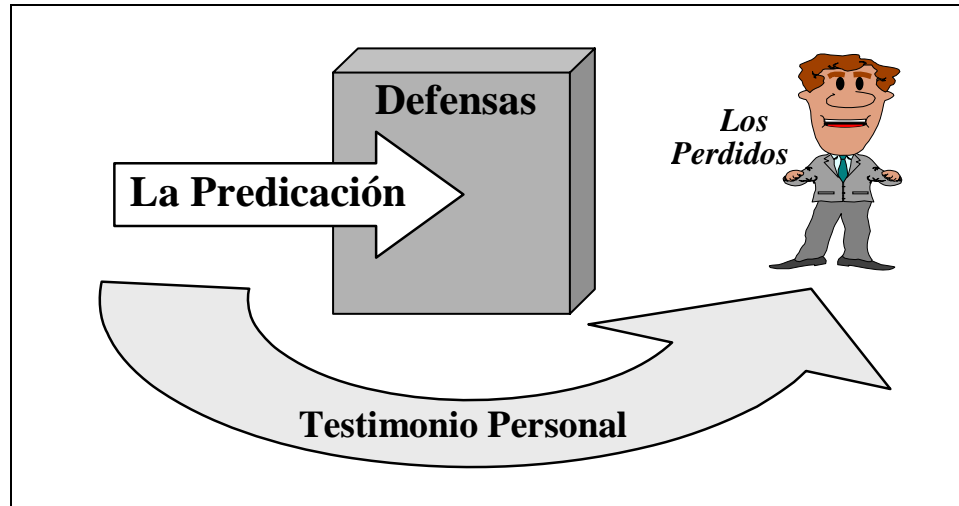 Defensas
La Predicación
Los
Perdidos
Testimonio Personal